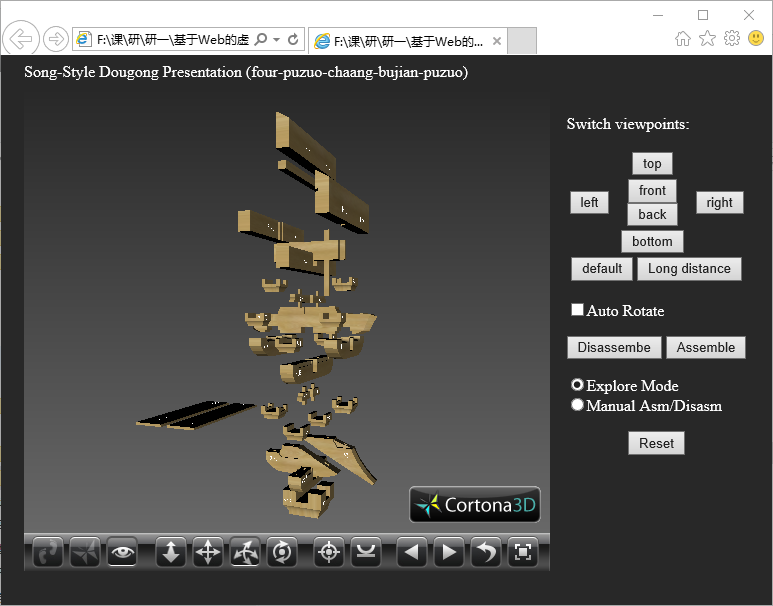 F:\课\研\研一\基于Web的虚
F:\课\研\研一\基于Web的...
Song-Style Dougong Presentation (four-puzuo-chaang-bujian-puzuo)
Switch viewpoints:
top
front
left
right
back
bottom
default Long distance
Auto Rotate
Disassembe Assemble
Explore Mode
Manual Asm/Disasm
Reset
Cortona3D